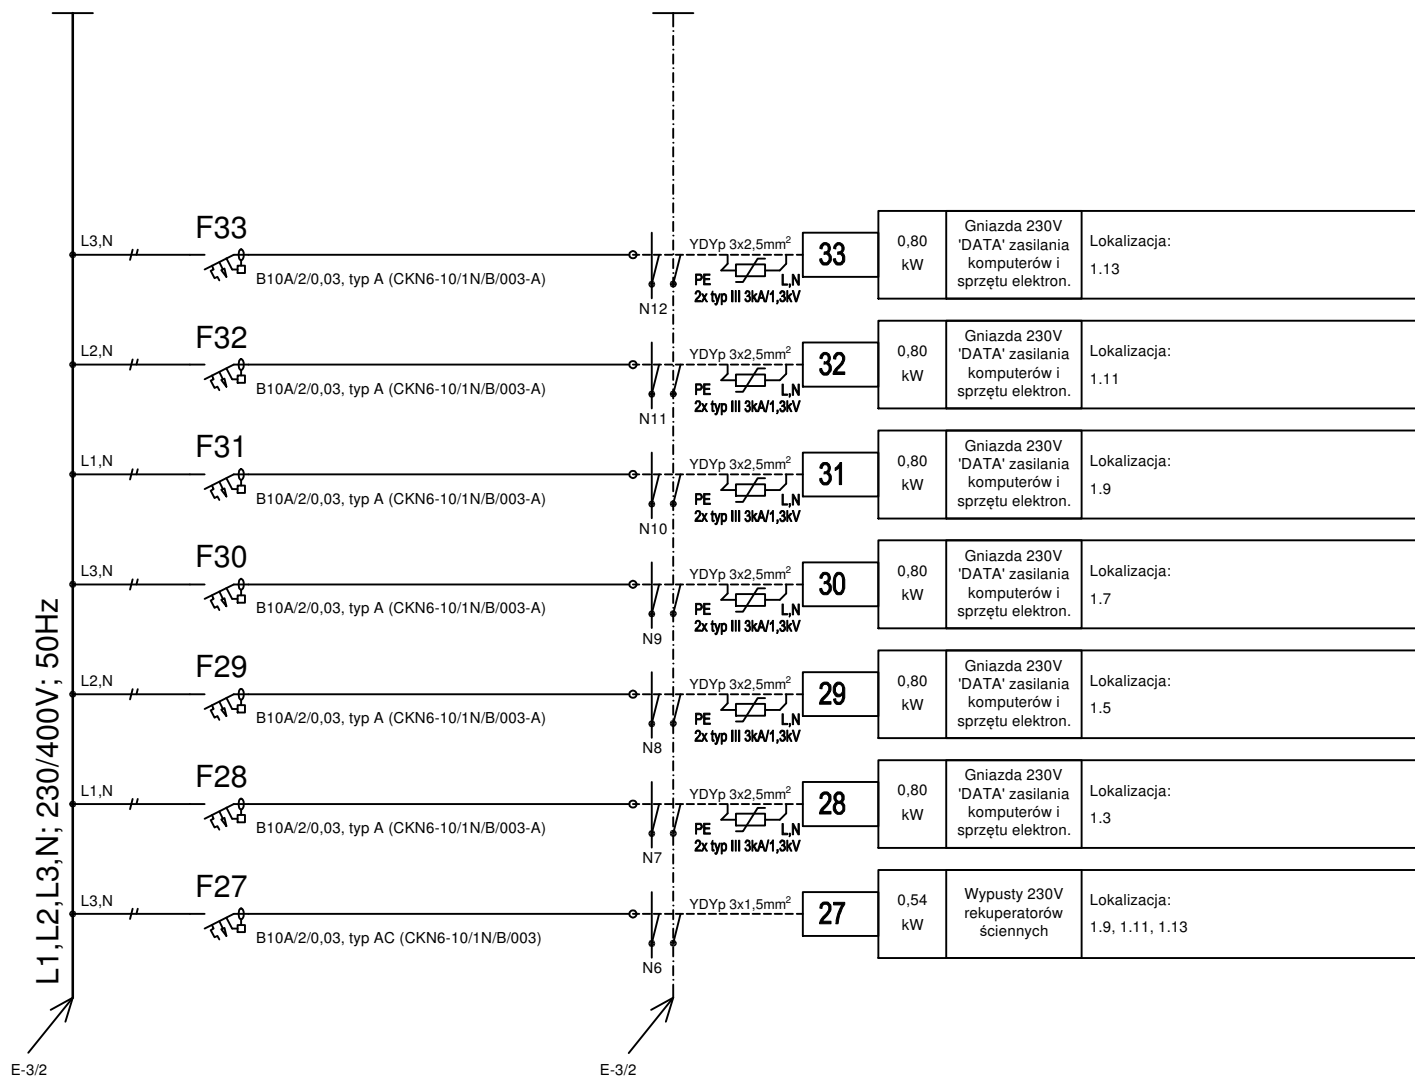 L1,L2,L3,N; 230/400V; 50Hz
L3,N
F33
B10A/2/0,03, typ A (CKN6-10/1N/B/003-A)
N12
YDYp 3x2,5mm²
PE
L,N
2x typ III 3kA/1,3kV
33
0,80
kW
Gniazda 230V
'DATA' zasilania
komputerów i
sprzętu elektron.
Lokalizacja:
1.13
L2,N
F32
B10A/2/0,03, typ A (CKN6-10/1N/B/003-A)
N11
YDYp 3x2,5mm²
PE
L,N
2x typ III 3kA/1,3kV
32
0,80
kW
Gniazda 230V
'DATA' zasilania
komputerów i
sprzętu elektron.
Lokalizacja:
1.11
L1,N
F31
B10A/2/0,03, typ A (CKN6-10/1N/B/003-A)
N10
YDYp 3x2,5mm²
PE
L,N
2x typ III 3kA/1,3kV
31
0,80
kW
Gniazda 230V
'DATA' zasilania
komputerów i
sprzętu elektron.
Lokalizacja:
1.9
L3,N
F30
B10A/2/0,03, typ A (CKN6-10/1N/B/003-A)
N9
YDYp 3x2,5mm²
PE
L,N
2x typ III 3kA/1,3kV
30
0,80
kW
Gniazda 230V
'DATA' zasilania
komputerów i
sprzętu elektron.
Lokalizacja:
1.7
L2,N
F29
B10A/2/0,03, typ A (CKN6-10/1N/B/003-A)
N8
YDYp 3x2,5mm²
PE
L,N
2x typ III 3kA/1,3kV
29
0,80
kW
Gniazda 230V
'DATA' zasilania
komputerów i
sprzętu elektron.
Lokalizacja:
1.5
L1,N
F28
B10A/2/0,03, typ A (CKN6-10/1N/B/003-A)
N7
YDYp 3x2,5mm²
PE
L,N
2x typ III 3kA/1,3kV
28
0,80
kW
Gniazda 230V
'DATA' zasilania
komputerów i
sprzętu elektron.
Lokalizacja:
1.3
L3,N
F27
B10A/2/0,03, typ AC (CKN6-10/1N/B/003)
N6
YDYp 3x1,5mm²
27
0,54
kW
Wypusty 230V
rekuperatorów
ściennych
Lokalizacja:
1.9, 1.11, 1.13
E-3/2
E-3/2